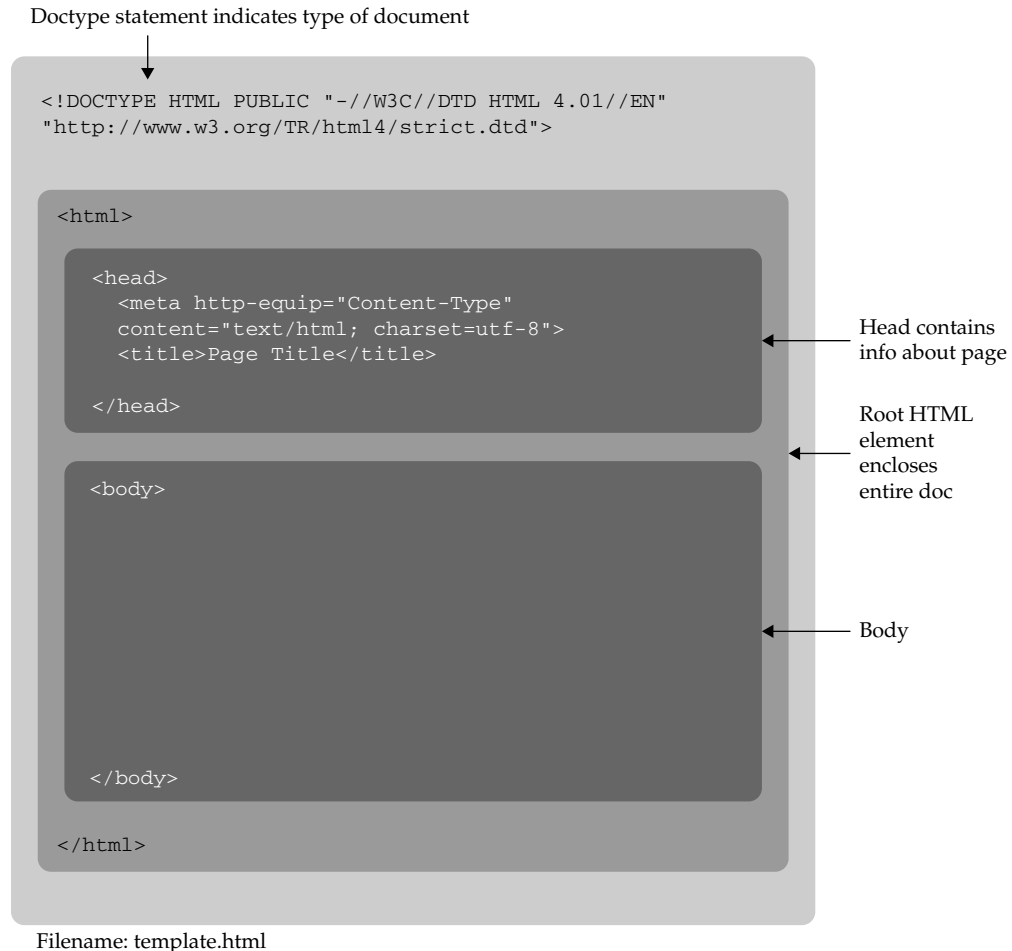 Doctype statement indicates type of document
<!DOCTYPE HTML PUBLIC "-//W3C//DTD HTML 4.01//EN"
"http://www.w3.org/TR/html4/strict.dtd">
<html>
<head>
<meta http-equip="Content-Type"
content="text/html; charset=utf-8">
<title>Page Title</title>
</head>
Head contains
info about page
Root HTML
element
encloses
entire doc
<body>
Body
</body>
</html>
Filename: template.html